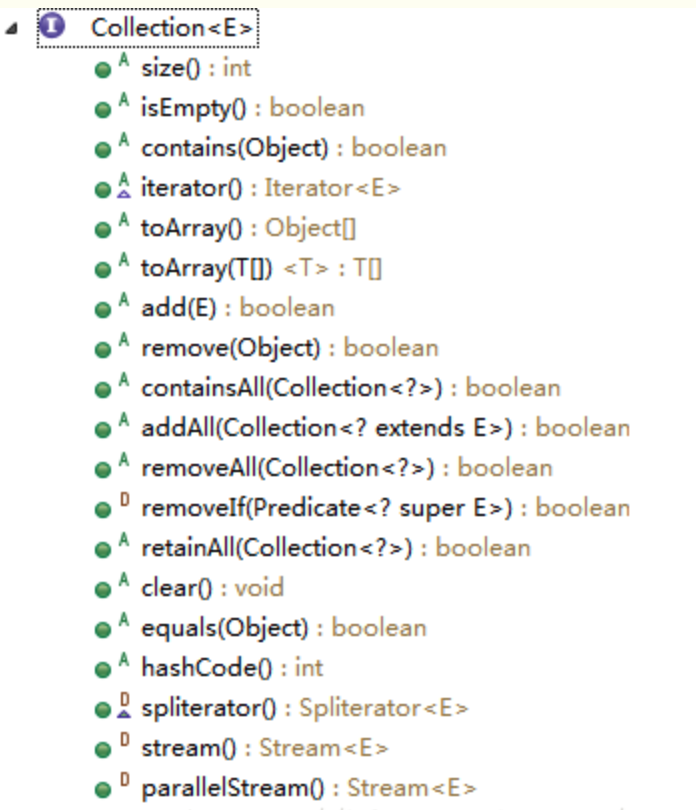 I Collection<E>
A size() : int
A isEmpty() : boolean
A contains(Object) : boolean
A iterator() : Iterator<E>
A toArray() : Object[]
A toArray(T[]) <T> : T[]
A add(E) : boolean
A remove(Object) : boolean
A containsAll(Collection<?>) : boolean
A addAll(Collection<? extends E>) : boolean
A removeAll(Collection<?>) : boolean
D removeIf(Predicate<? super E>) : boolean
A retainAll(Collection<?>) : boolean
A clear() : void
A equals(Object) : boolean
A hashCode() : int
D spliterator() : Spliterator<E>
D stream() : Stream<E>
D parallelStream() : Stream<E>